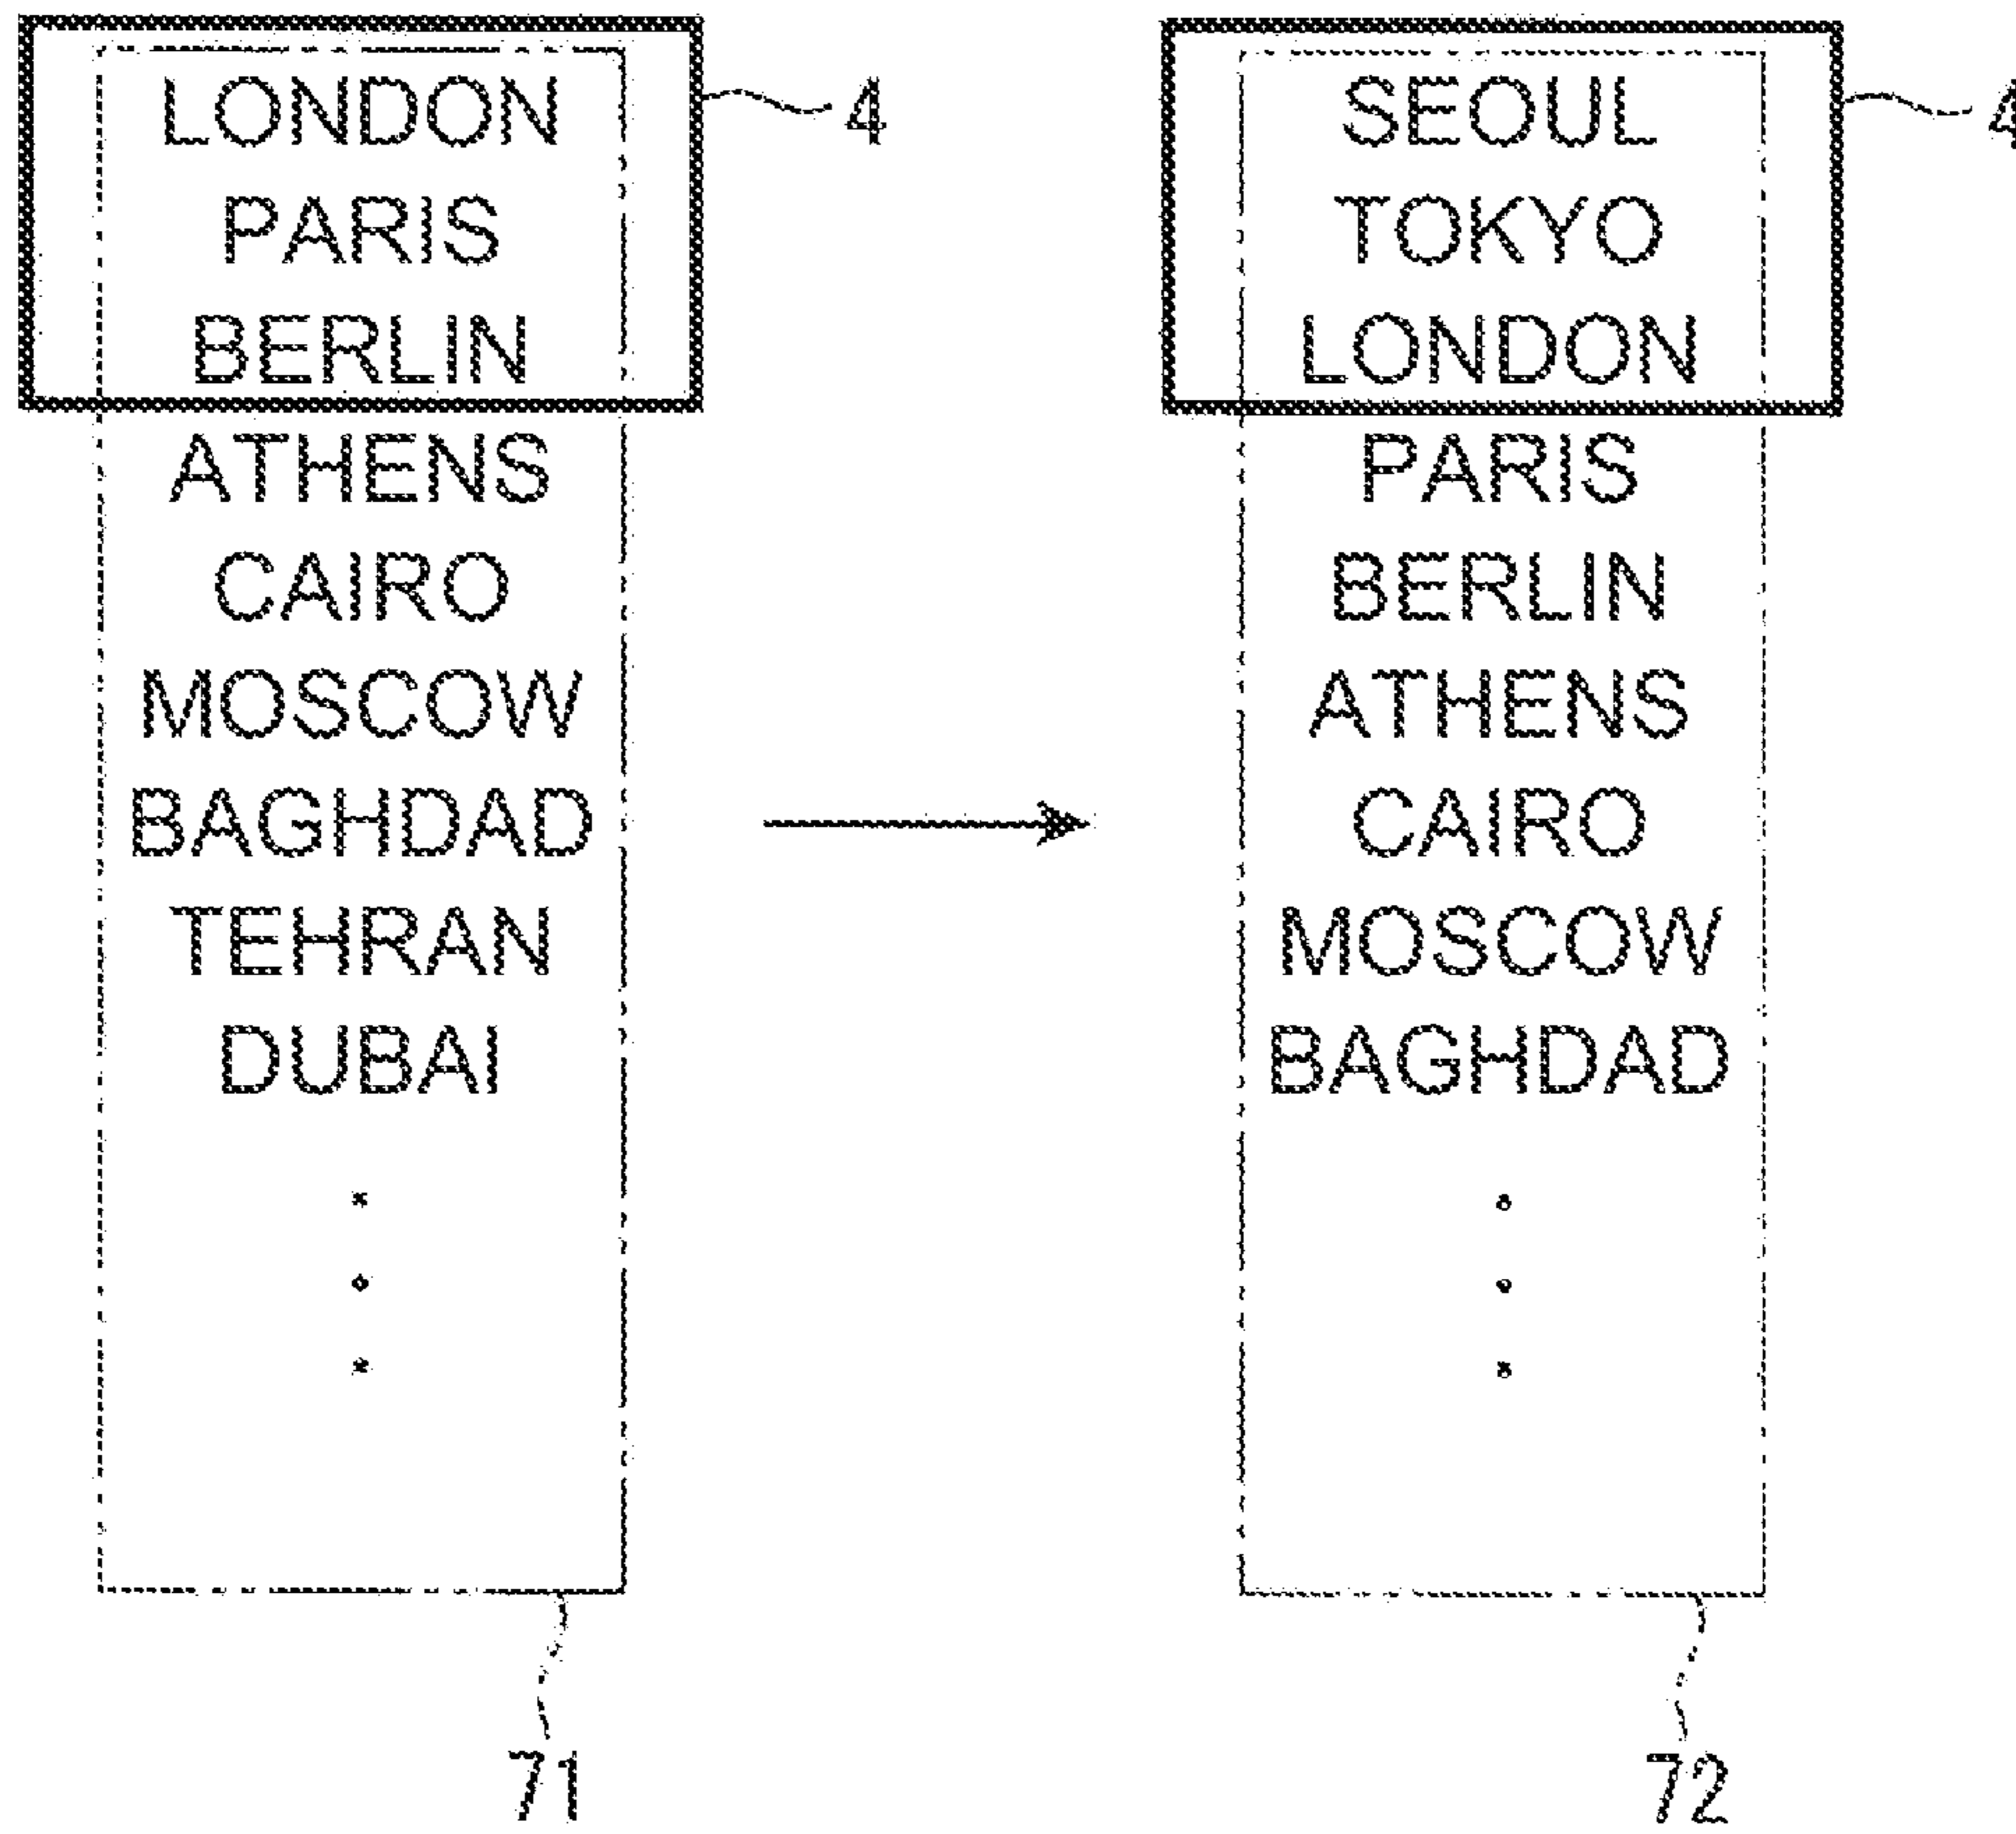 LONDON
PARIS
BERLIN
ATHENS
CAIRO
MOSCOW
BAGHDAD
TEHRAN
DUBAI
4
71
SEOUL
TOKYO
LONDON
PARIS
BERLIN
ATHENS
CAIRO
MOSCOW
BAGHDAD
4
72